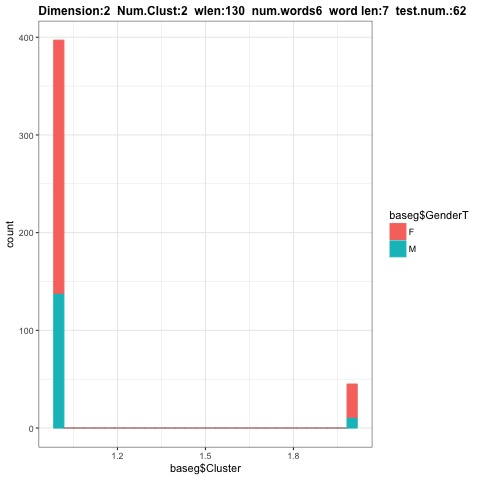 Dimension:2 Num.Clust:2 wlen:130 num.words6 word len:7 test.num.:62
400
300
200
100
0
count
1.2 1.5 1.8
baseg$Cluster
baseg$GenderT
F
M